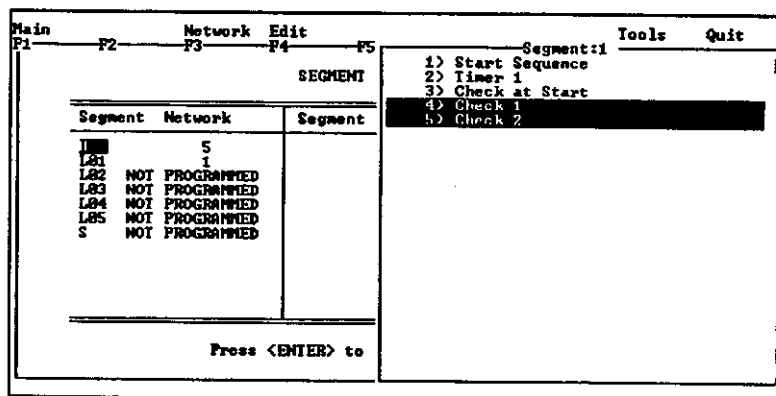 Main Network Edit Tools Quit
F1 F2 F3 F4 F5
Segment:1
1) Start Sequence
2) Timer 1
3) Check at Start
4) Check 1
5) Check 2
SEGMENT
Segment Network Segment
5
L01 1
L02 NOT PROGRAMMED
L03 NOT PROGRAMMED
L04 NOT PROGRAMMED
L05 NOT PROGRAMMED
S NOT PROGRAMMED
Press <ENTER> to